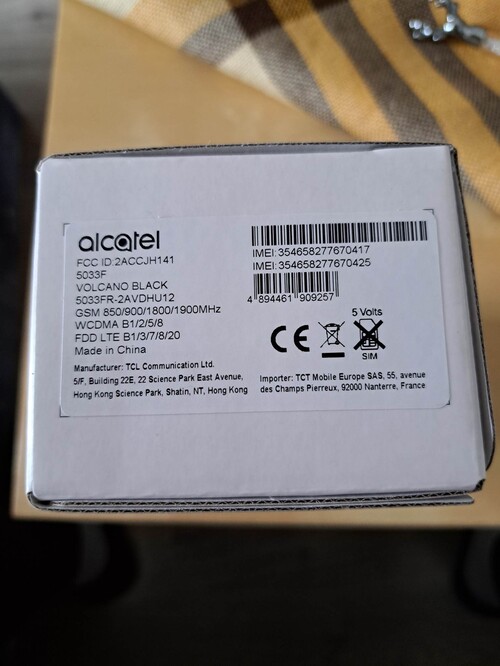 alcatel
FCC ID:2ACCJH141
5033F
VOLCANO BLACK
5033FR-2AVDHU12
GSM 850/900/1800/1900MHz
WCDMA B1/2/5/8
FDD LTE B1/3/7/8/20
Made in China
IMEI: 354658277670417
IMEI: 354658277670425
4 894461 909257
5 Volts
CE
SIM
Manufacturer: TCL Communication Ltd.
5/F, Building 22E, 22 Science Park East Avenue,
Hong Kong Science Park, Shatin, NT, Hong Kong
Importer: TCT Mobile Europe SAS, 55, avenue
des Champs Pierreux, 92000 Nanterre, France